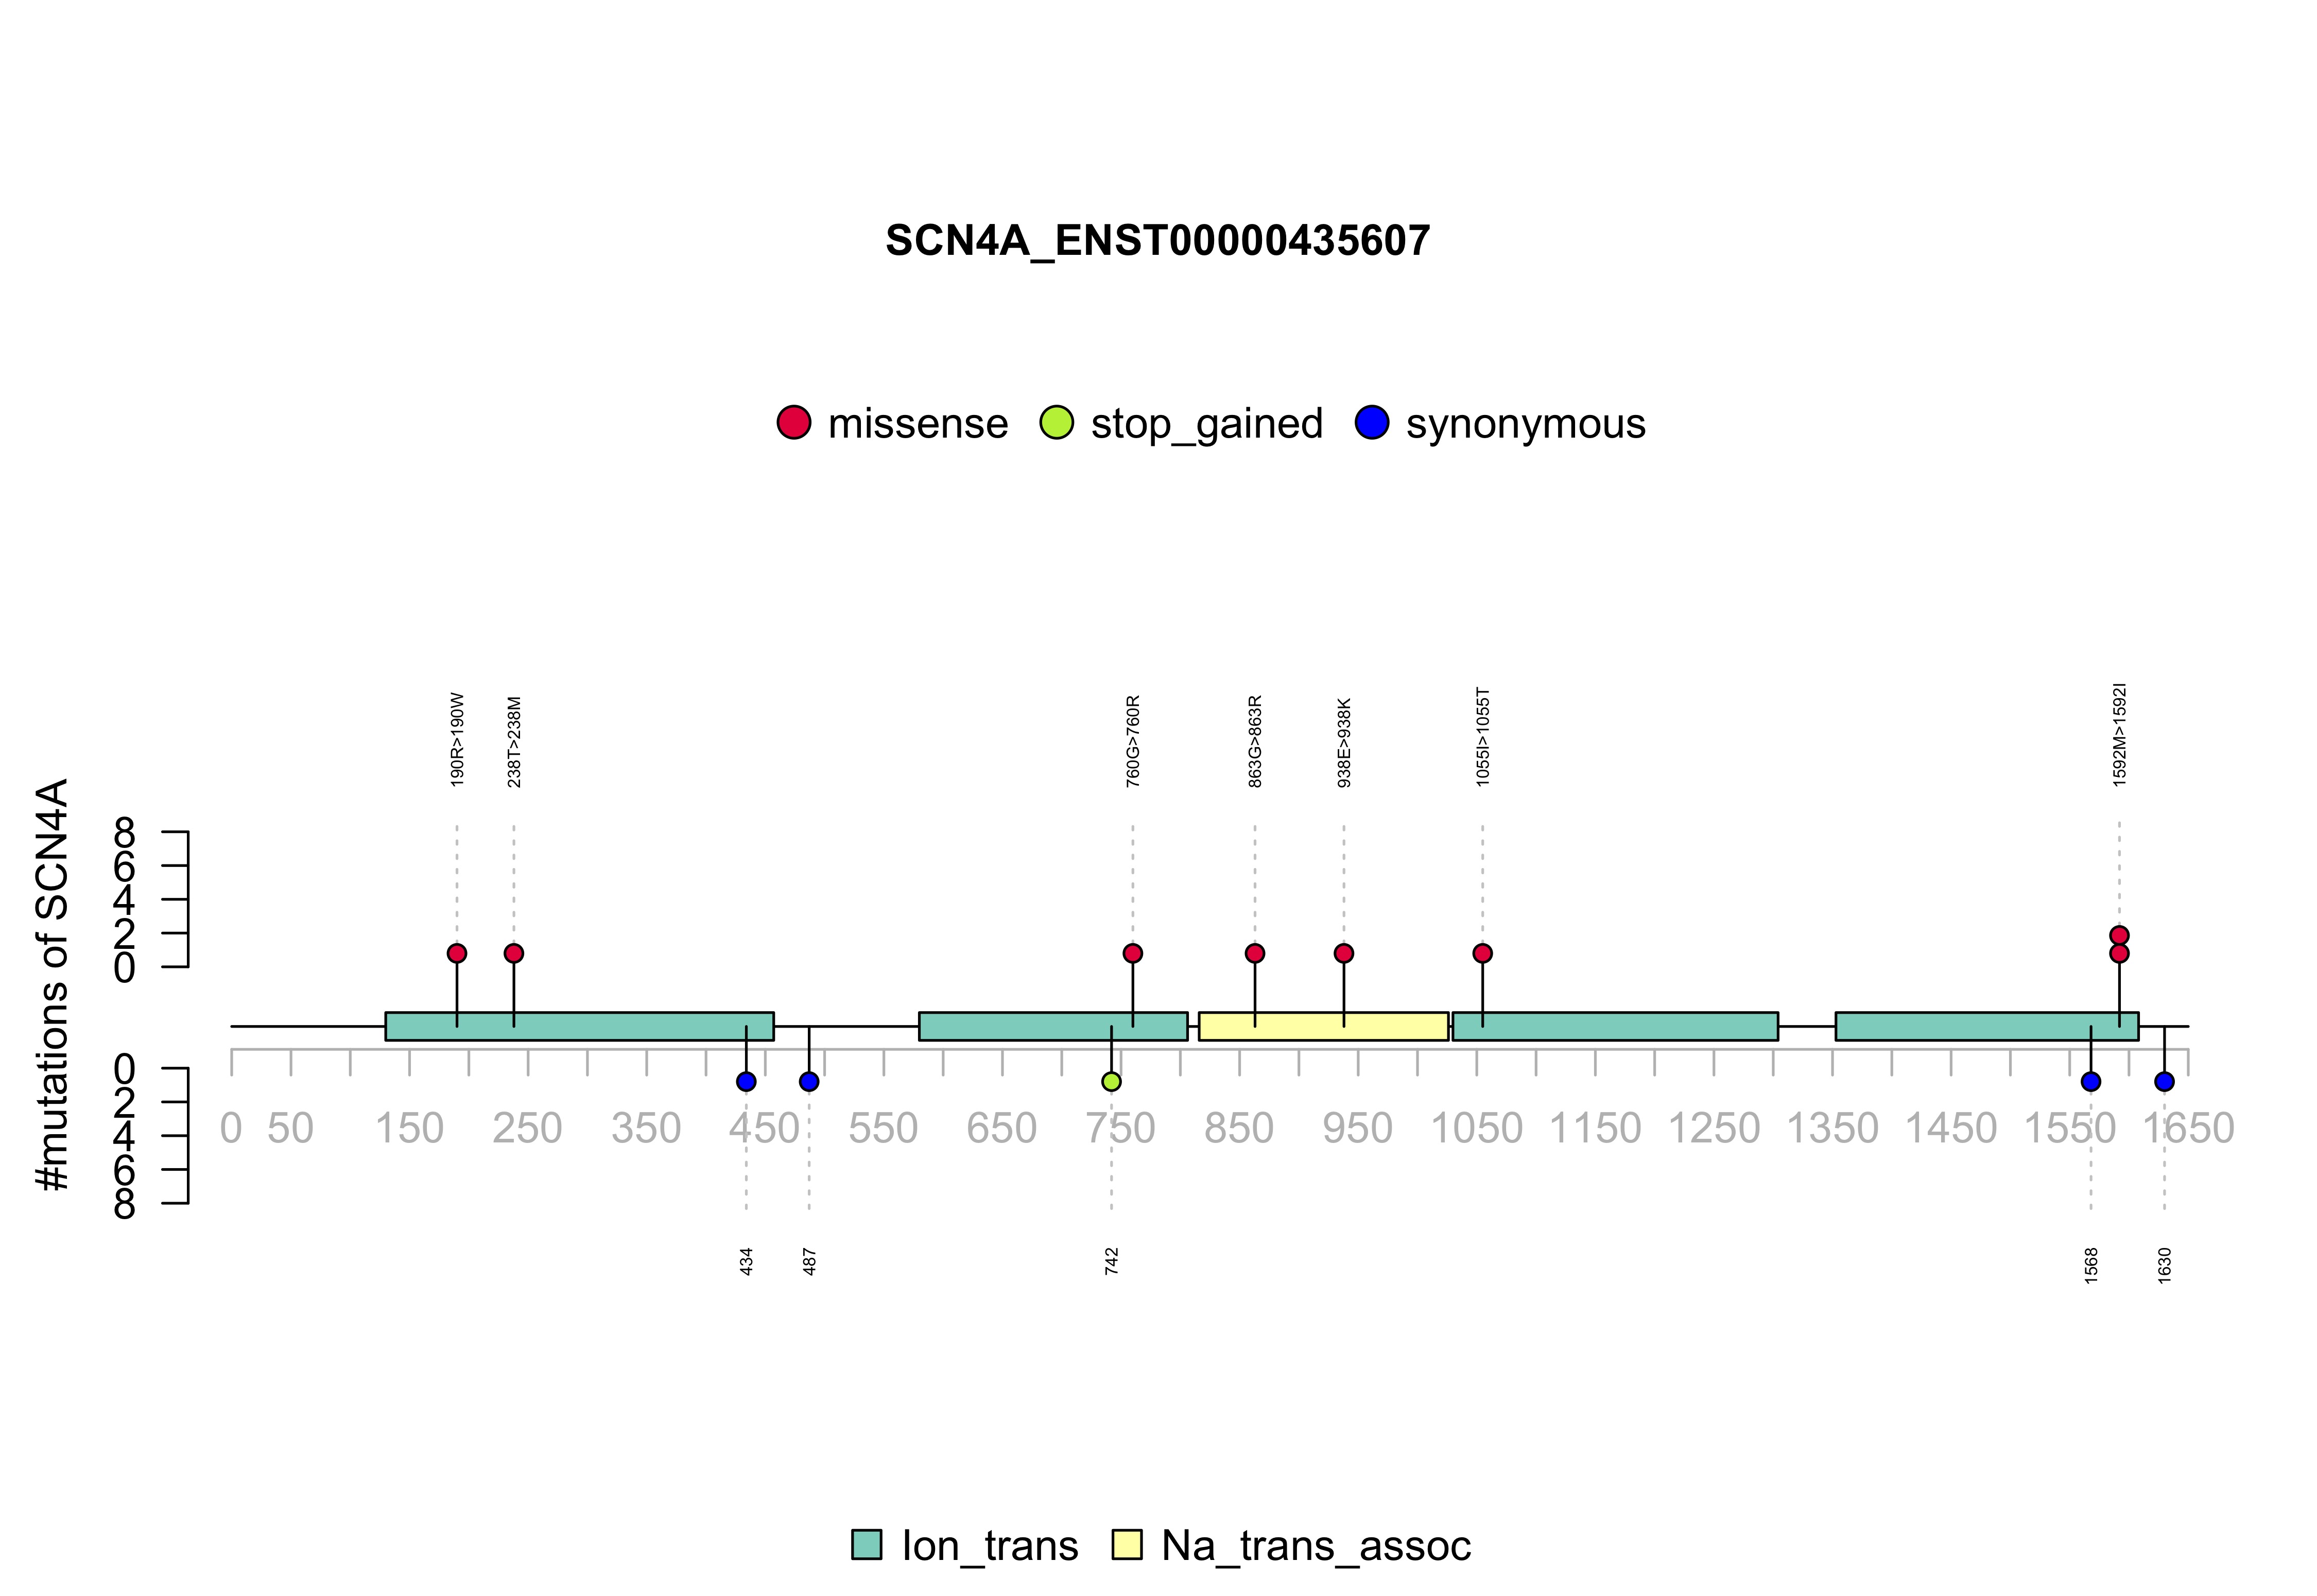 SCN4A_ENST00000435607
missense stop_gained synonymous
190R>190W
238T>238M
760G>760R
863G>863R
938E>938K
1055I>1055T
1592M>1592I
#mutations of SCN4A
8
6
4
2
0
0
2
4
6
8
0 50 150 250 350 450 550 650 750 850 950 1050 1150 1250 1350 1450 1550 1650
434
487
742
1568
1630
Ion_trans Na_trans_assoc